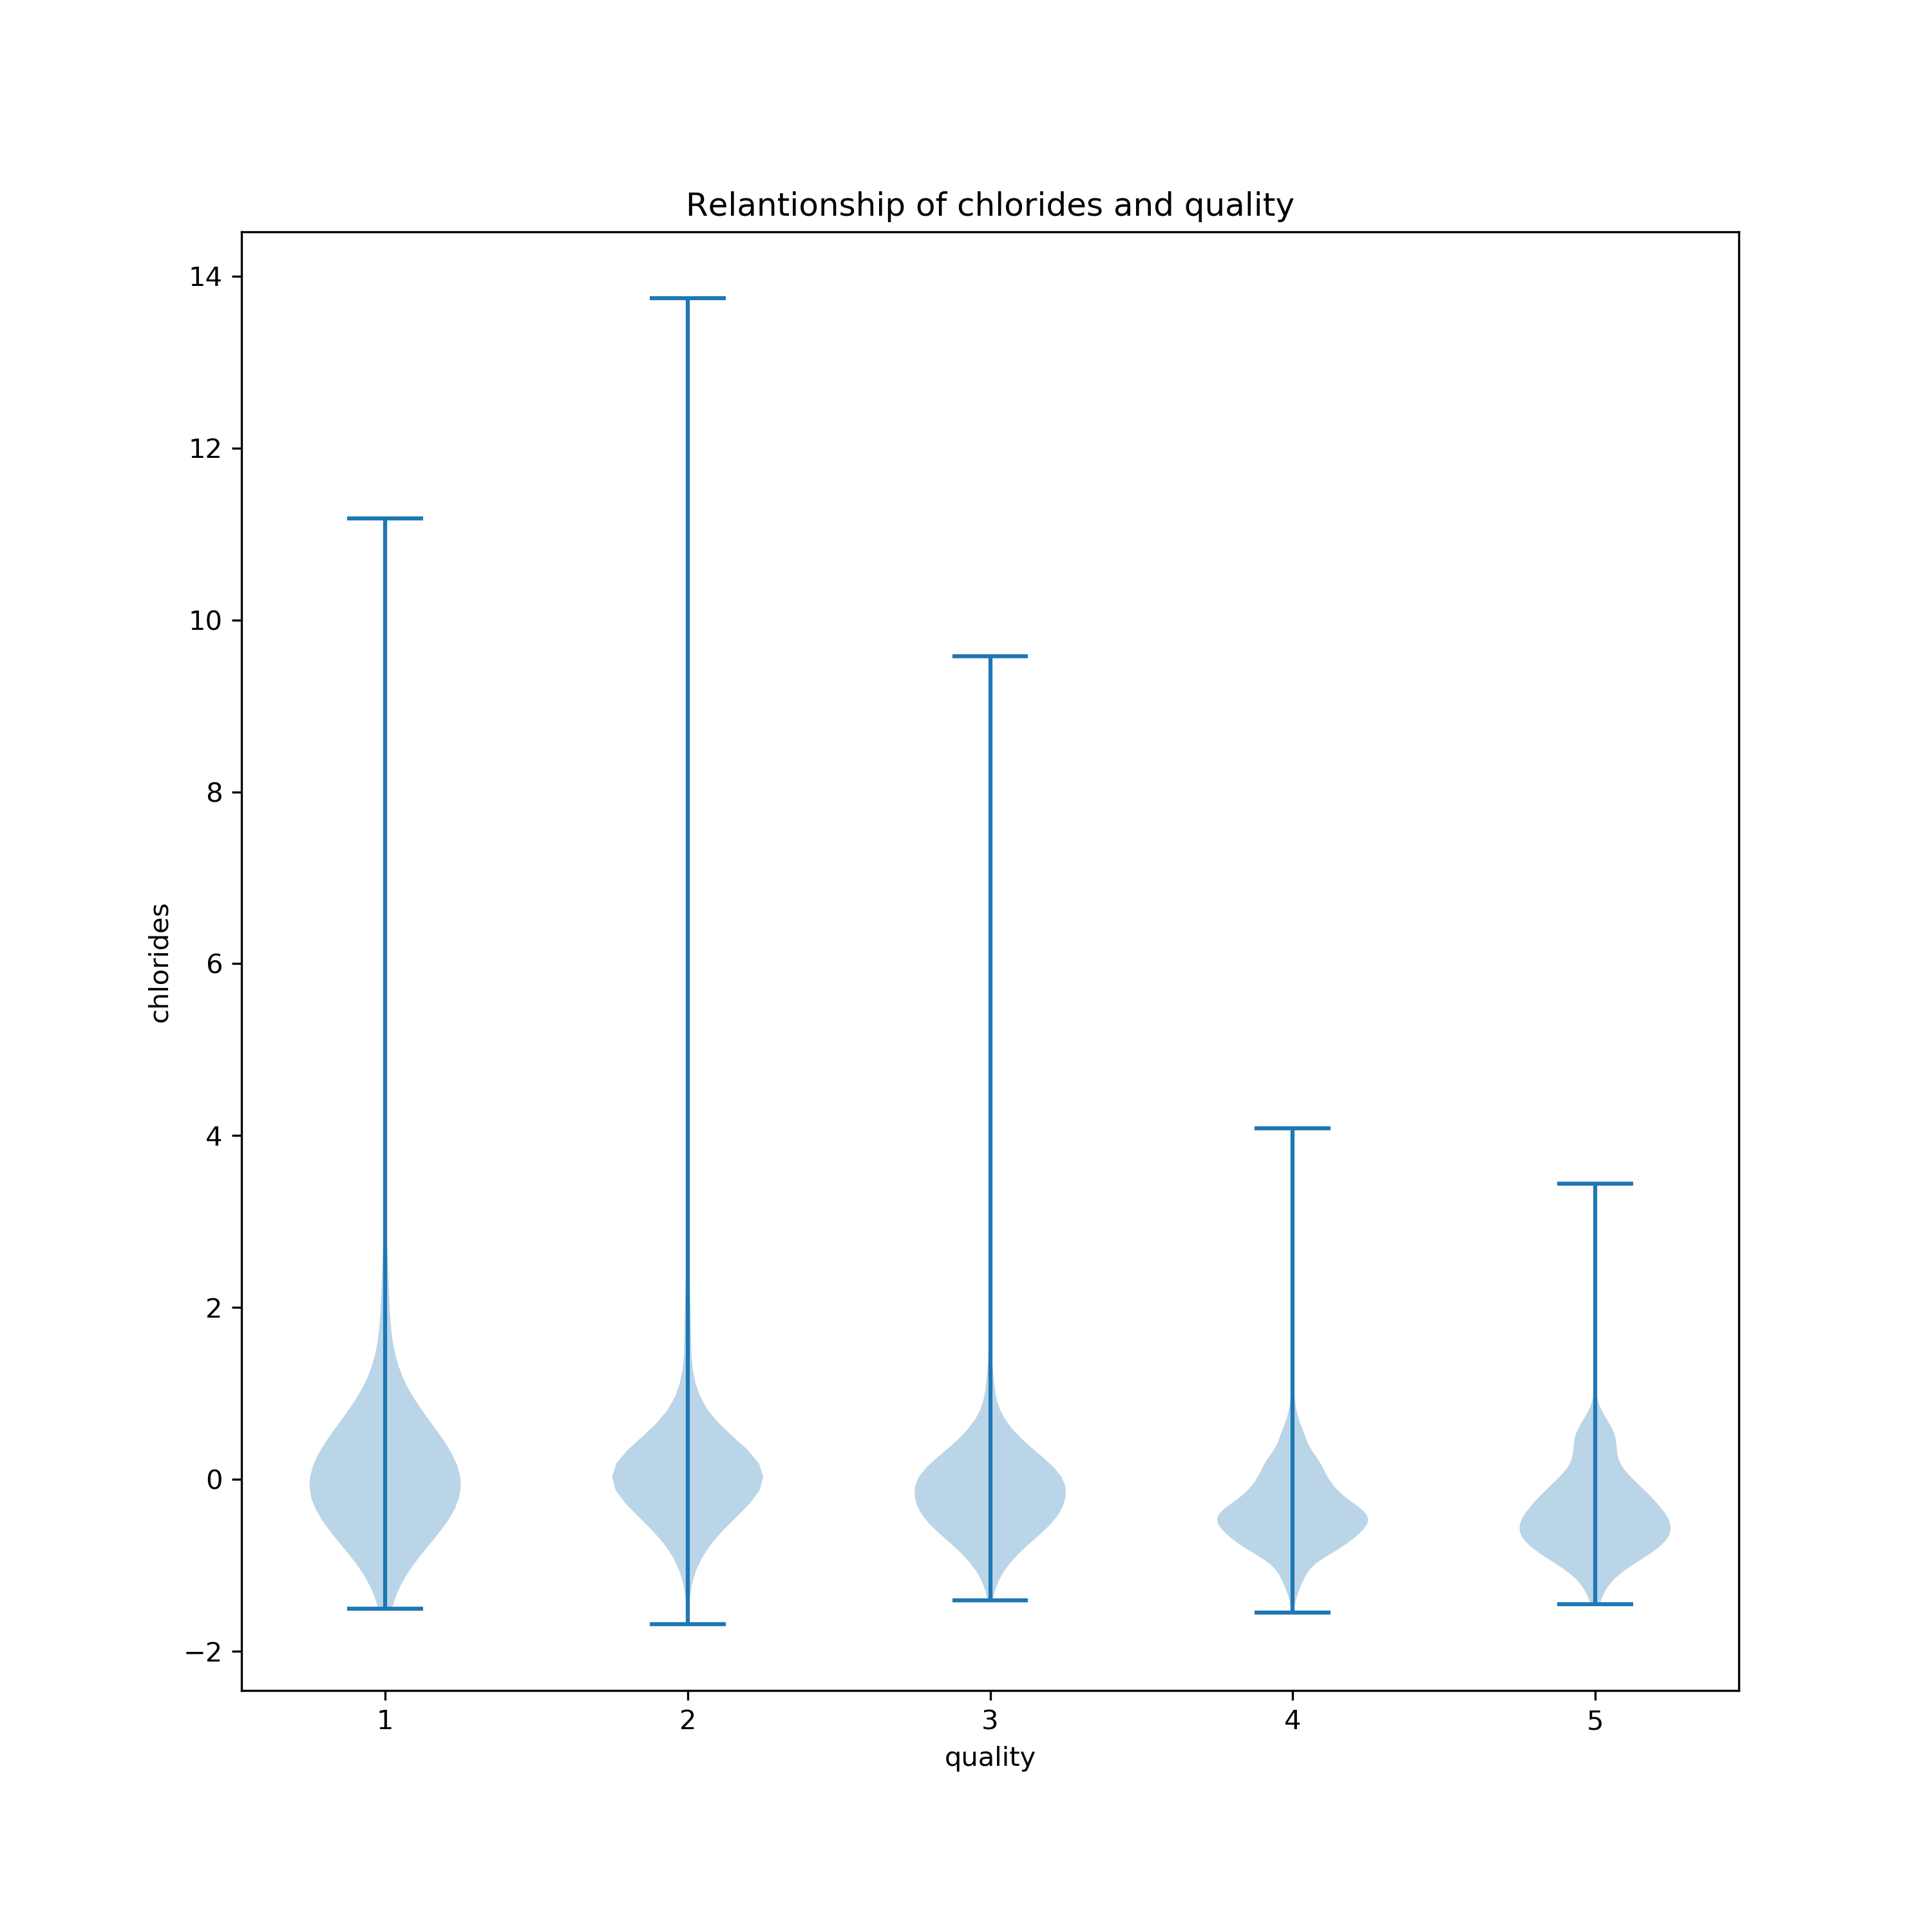 Relantionship of chlorides and quality
14
12
10
8
6
4
2
0
−2
chlorides
1 2 3 4 5
quality